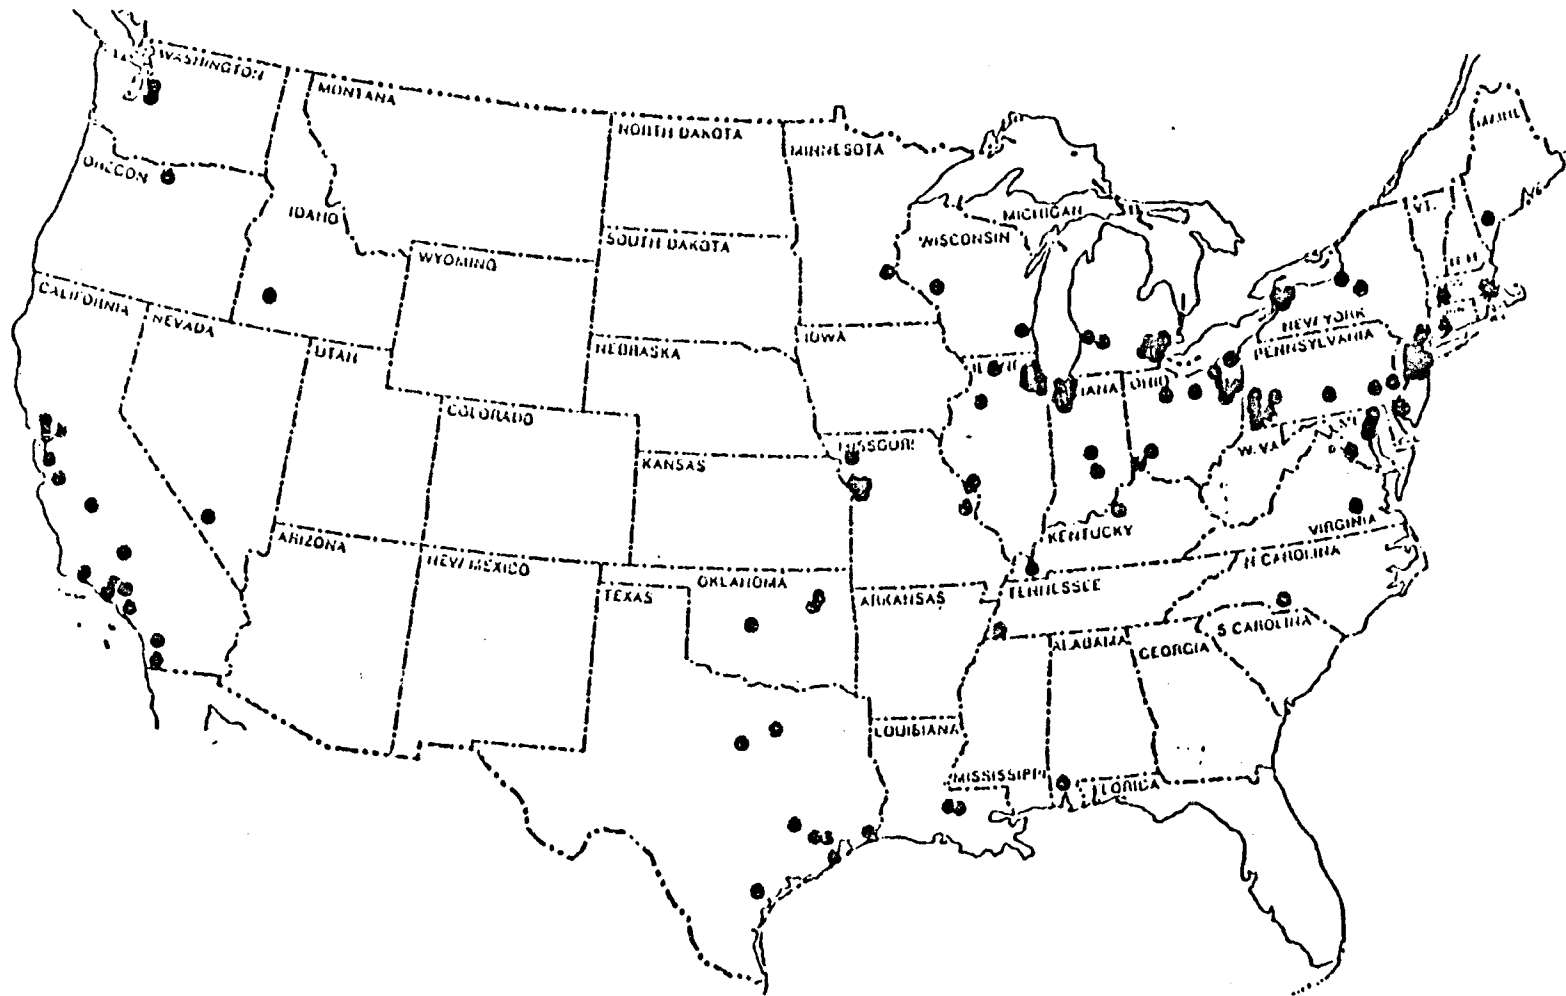 WASHINGTON
MONTANA
NORTH DAKOTA
MINNESOTA
MAINE
OREGON
IDAHO
VT.
MICHIGAN
WISCONSIN
SOUTH DAKOTA
WYOMING
CALIFORNIA
NEVADA
NEW YORK
PENNSYLVANIA
IOWA
NEBRASKA
UTAH
OHIO
COLORADO
MISSOURI
W. VA
KANSAS
VIRGINIA
KENTUCKY
ARIZONA
N CAROLINA
NEW MEXICO
OKLAHOMA
TENNESSEE
TEXAS
ARKANSAS
S CAROLINA
ALABAMA
GEORGIA
LOUISIANA
MISSISSIPPI